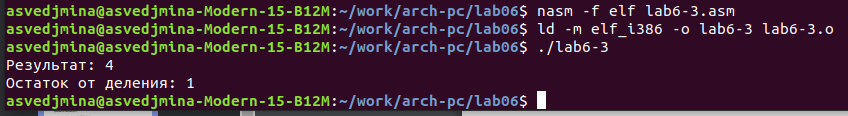 asvedjmina@asvedjmina-Modern-15-B12M:~/work/arch-pc/lab06$ nasm -f elf lab6-3.asm
asvedjmina@asvedjmina-Modern-15-B12M:~/work/arch-pc/lab06$ ld -m elf_i386 -o lab6-3 lab6-3.o
asvedjmina@asvedjmina-Modern-15-B12M:~/work/arch-pc/lab06$ ./lab6-3
Результат: 4
Остаток от деления: 1
asvedjmina@asvedjmina-Modern-15-B12M:~/work/arch-pc/lab06$